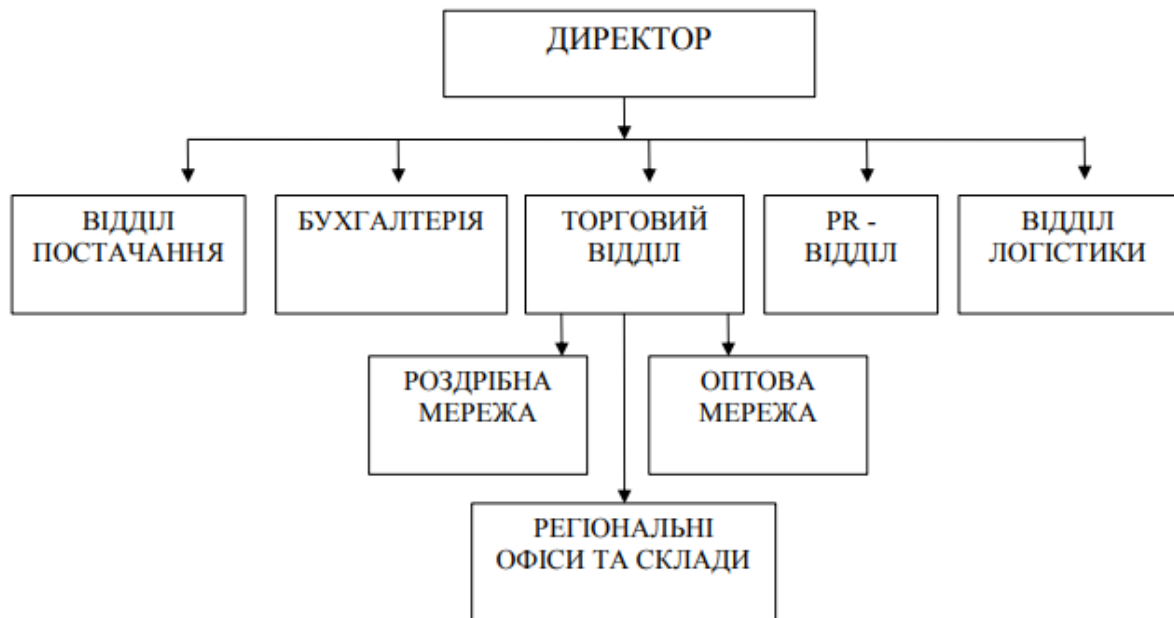 ДИРЕКТОР
ВІДДІЛ
ПОСТАЧАННЯ
БУХГАЛТЕРІЯ
ТОРГОВИЙ
ВІДДІЛ
PR -
ВІДДІЛ
ВІДДІЛ
ЛОГІСТИКИ
РОЗДРІБНА
МЕРЕЖА
ОПТОВА
МЕРЕЖА
РЕГІОНАЛЬНІ
ОФІСИ ТА СКЛАДИ